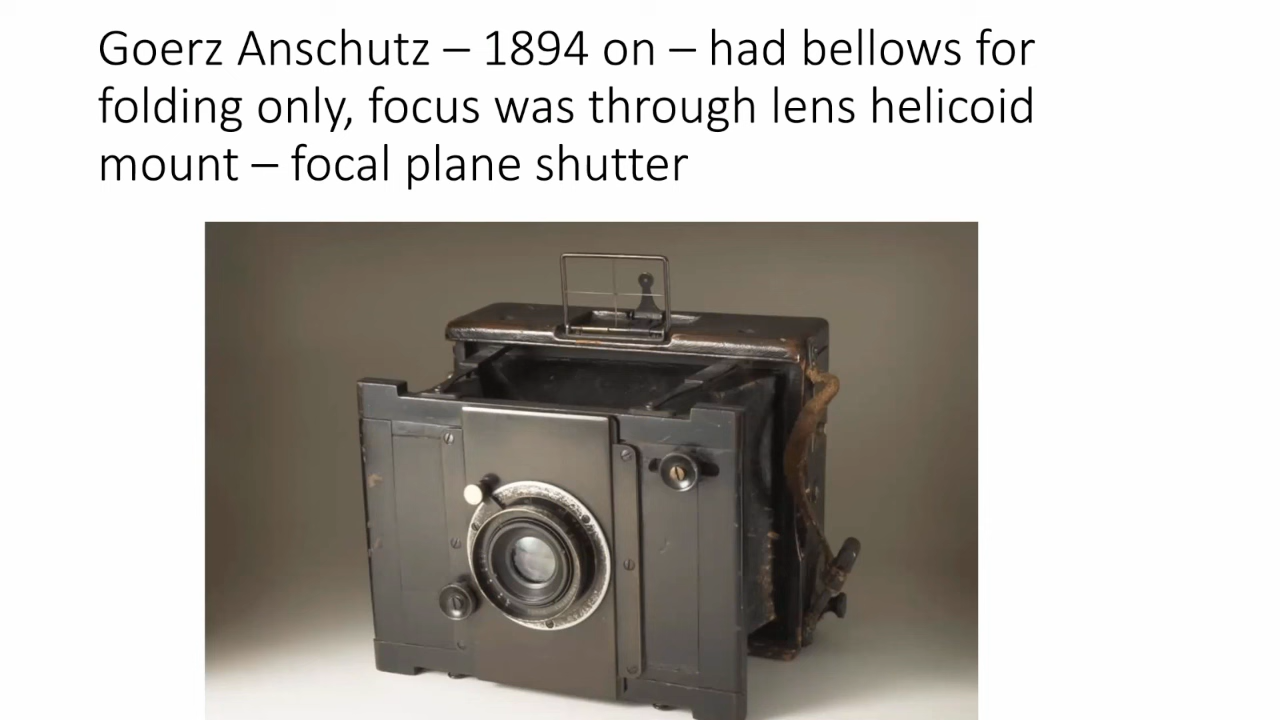 Goerz Anschutz – 1894 on – had bellows for
folding only, focus was through lens helicoid
mount – focal plane shutter